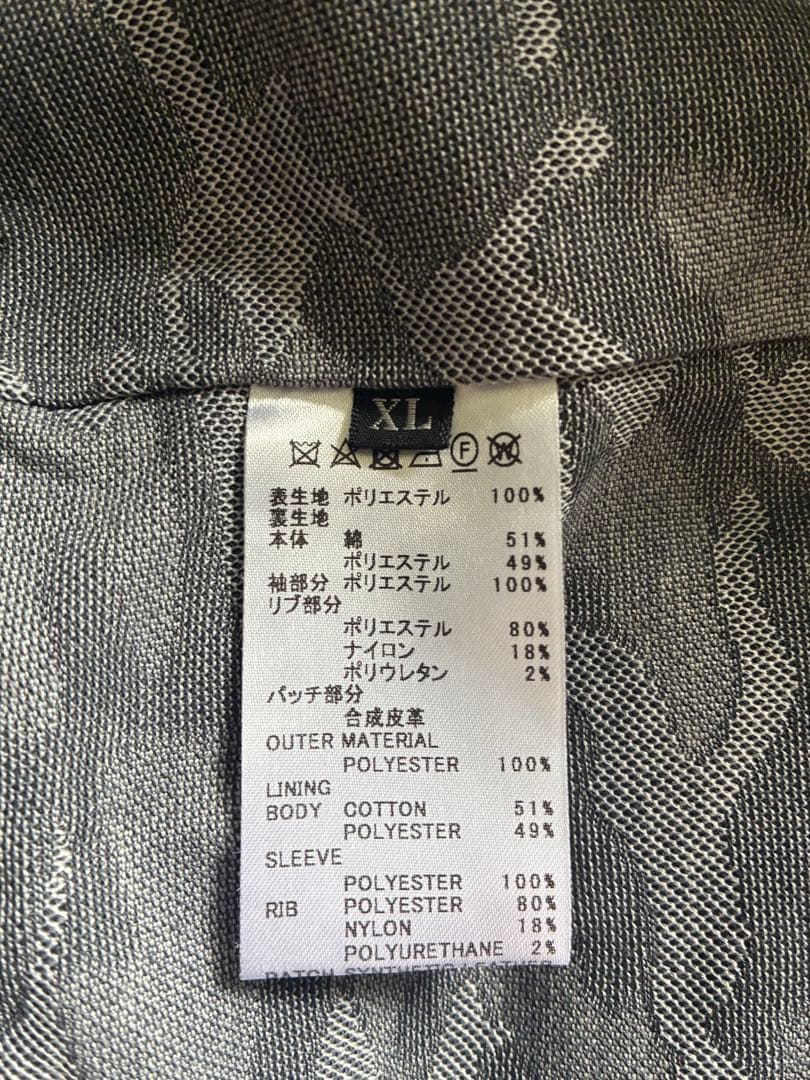 XL
F W
表生地 ポリエステル 100%
裏生地
本体 綿 51%
ポリエステル 49%
袖部分 ポリエステル 100%
リブ部分
ポリエステル 80%
ナイロン 18%
ポリウレタン 2%
パッチ部分
合成皮革
OUTER MATERIAL
POLYESTER 100%
LINING
BODY COTTON 51%
POLYESTER 49%
SLEEVE
POLYESTER 100%
RIB POLYESTER 80%
NYLON 18%
POLYURETHANE 2%
PATCH SYNTHETIC LEATHER